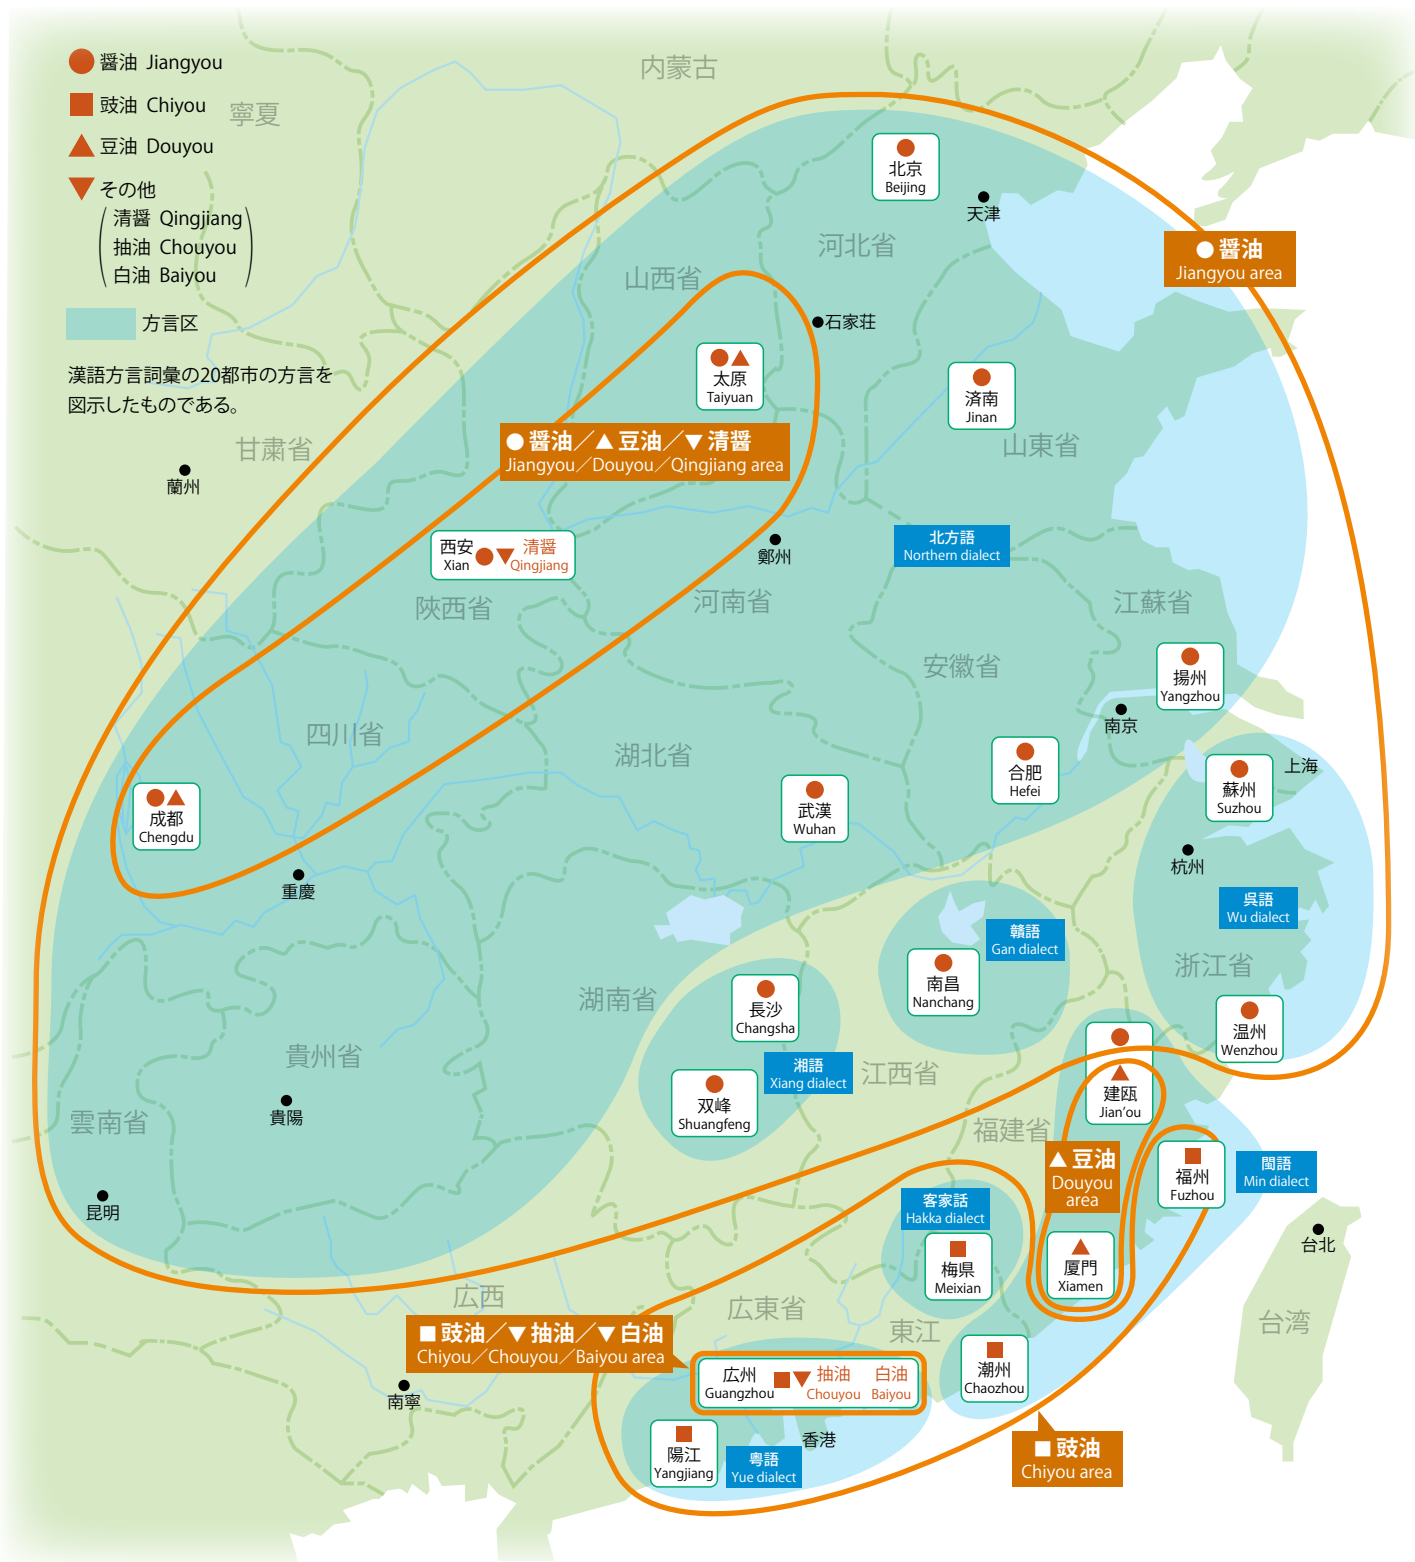 醤油 Jiangyou
豉油 Chiyou
豆油 Douyou
その他
清醤 Qingjiang
抽油 Chouyou
白油 Baiyou
方言区
漢語方言詞彙の20都市の方言を
図示したものである。
内蒙古
寧夏
北京
Beijing
天津
河北省
山西省
●醤油
Jiangyou area
石家荘
太原
Taiyuan
済南
Jinan
山東省
甘粛省
蘭州
●醤油／▲豆油／▼清醤
Jiangyou／Douyou／Qingjiang area
西安
Xian
清醤
Qingjiang
鄭州
北方語
Northern dialect
陝西省
河南省
江蘇省
安徽省
揚州
Yangzhou
南京
四川省
湖北省
合肥
Hefei
蘇州
Suzhou
上海
成都
Chengdu
武漢
Wuhan
杭州
重慶
呉語
Wu dialect
贛語
Gan dialect
浙江省
南昌
Nanchang
湖南省
長沙
Changsha
温州
Wenzhou
貴州省
湘語
Xiang dialect
江西省
双峰
Shuangfeng
建瓯
Jian’ou
貴陽
雲南省
福建省
▲豆油
Douyou
area
福州
Fuzhou
閩語
Min dialect
昆明
客家話
Hakka dialect
台北
梅県
Meixian
厦門
Xiamen
広西
広東省
東江
台湾
■豉油／▼抽油／▼白油
Chiyou／Chouyou／Baiyou area
広州
Guangzhou
抽油
Chouyou
白油
Baiyou
潮州
Chaozhou
南寧
香港
陽江
Yangjiang
粤語
Yue dialect
■豉油
Chiyou area